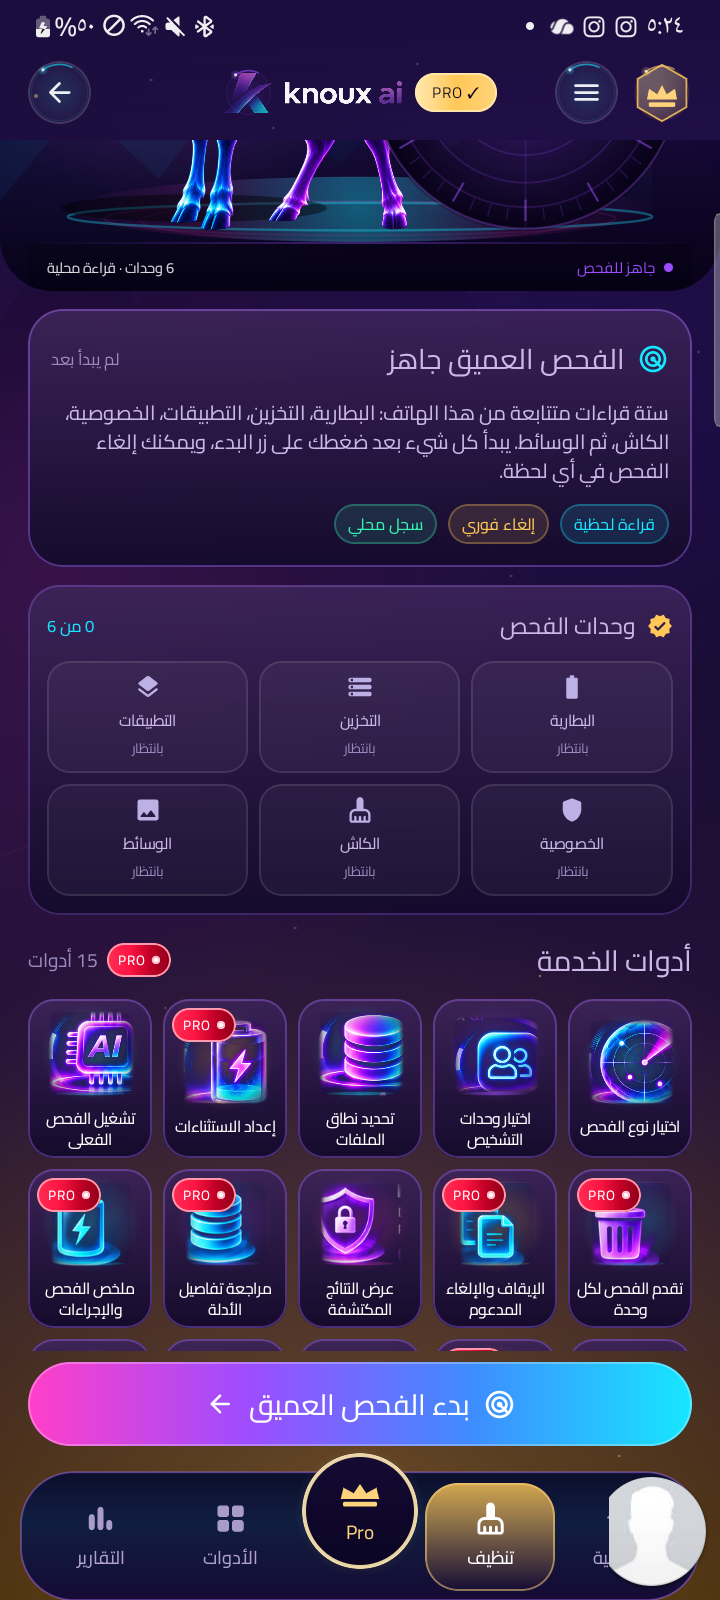 ٥:٢٤
%٥٠
knoux ai
PRO ✓
جاهز للفحص
6 وحدات · قراءة محلية
الفحص العميق جاهز
لم يبدأ بعد
ستة قراءات متتابعة من هذا الهاتف: البطارية، التخزين، التطبيقات، الخصوصية،
الكاش، ثم الوسائط. يبدأ كل شيء بعد ضغطك على زر البدء، ويمكنك إلغاء
الفحص في أي لحظة.
قراءة لحظية
إلغاء فوري
سجل محلي
وحدات الفحص
0 من 6
البطارية
بانتظار
التخزين
بانتظار
التطبيقات
بانتظار
الخصوصية
بانتظار
الكاش
بانتظار
الوسائط
بانتظار
أدوات الخدمة
PRO
15 أدوات
اختيار نوع الفحص
اختيار وحدات
التشخيص
تحديد نطاق
الملفات
PRO
إعداد الاستثناءات
AI
تشغيل الفحص
الفعلي
PRO
تقدم الفحص لكل
وحدة
PRO
الإيقاف والإلغاء
المدعوم
عرض النتائج
المكتشفة
PRO
مراجعة تفاصيل
الأدلة
PRO
ملخص الفحص
والإجراءات
بدء الفحص العميق
تنظيف
Pro
الأدوات
التقارير